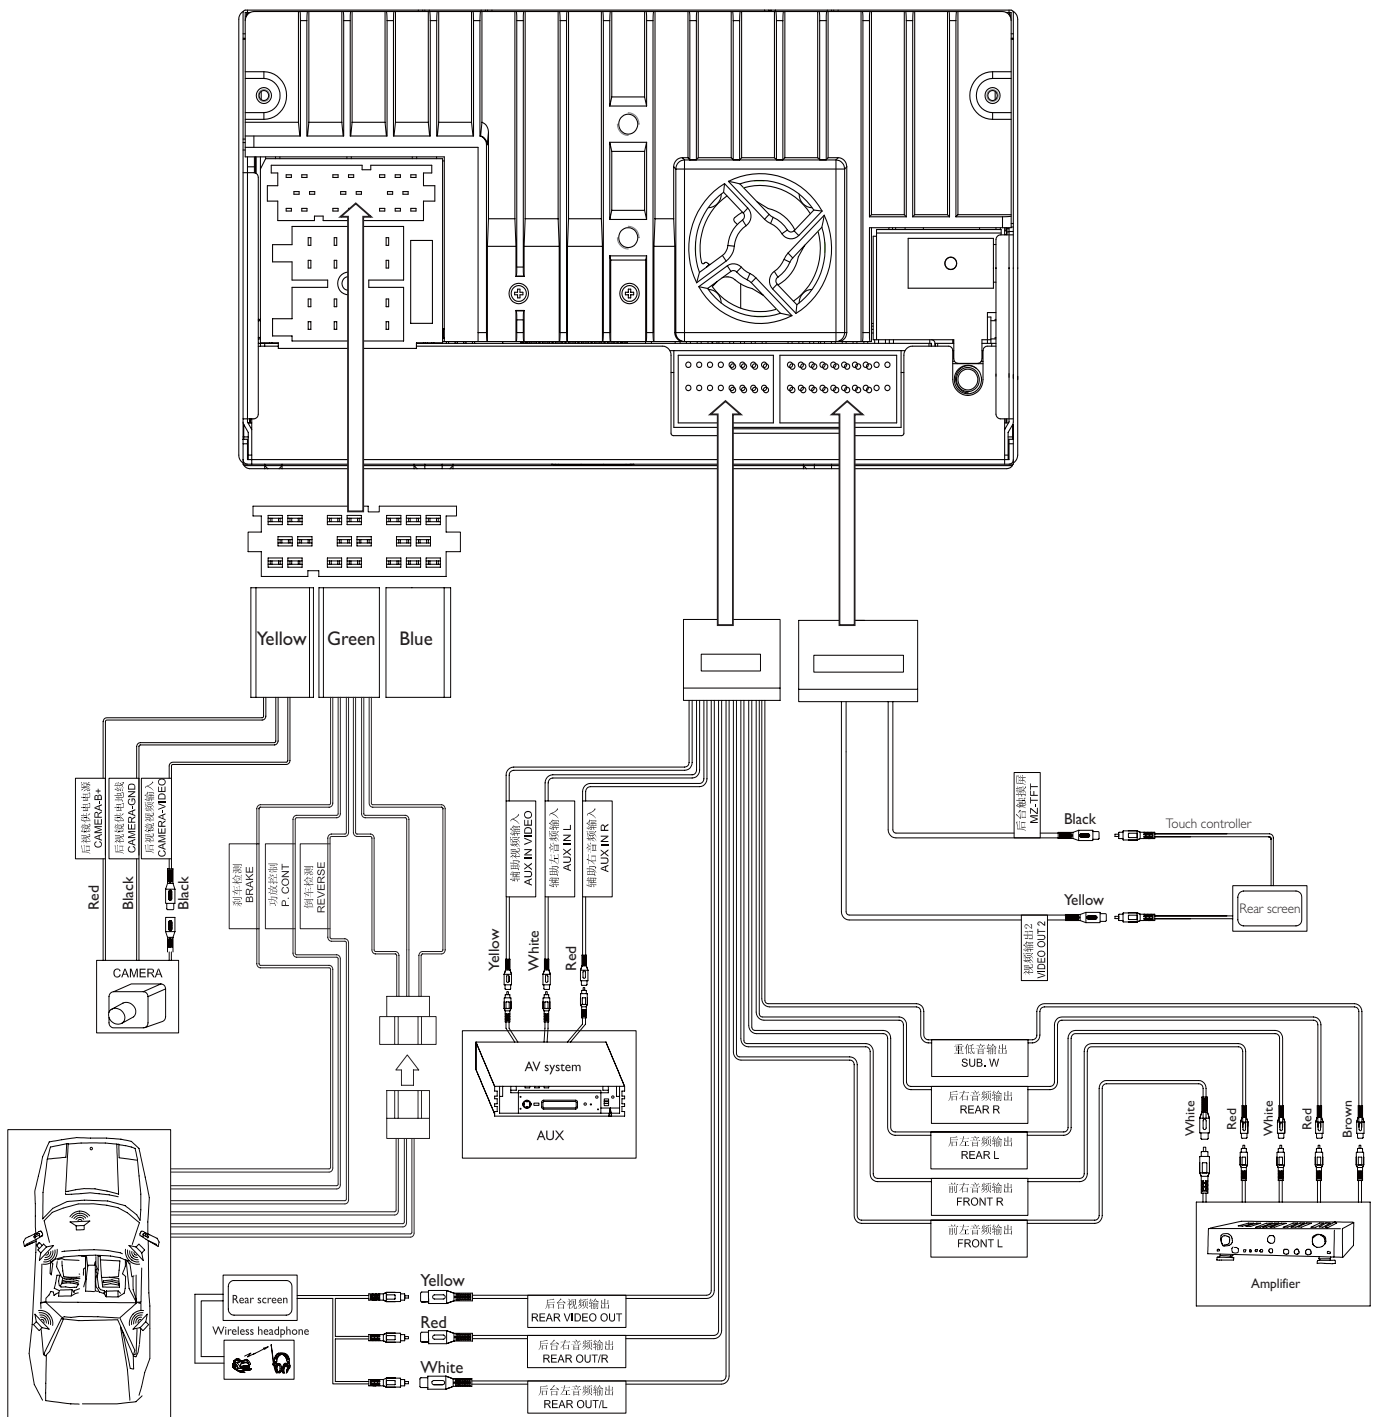 Yellow
Green
Blue
后视镜供电电源
CAMERA-B+
后视镜供电地线
CAMERA-GND
后视镜视频输入
CAMERA-VIDEO
Red
Black
Black
CAMERA
刹车检测
BRAKE
功放控制
P. CONT
倒车检测
REVERSE
辅助视频输入
AUX IN VIDEO
辅助左音频输入
AUX IN L
辅助右音频输入
AUX IN R
Yellow
White
Red
AV system
AUX
后台触摸屏
MZ-TFT
Black
Touch controller
Yellow
Rear screen
视频输出2
VIDEO OUT 2
重低音输出
SUB. W
后右音频输出
REAR R
后左音频输出
REAR L
前右音频输出
FRONT R
前左音频输出
FRONT L
White
Red
White
Red
Brown
Amplifier
Rear screen
Wireless headphone
Yellow
后台视频输出
REAR VIDEO OUT
Red
后台右音频输出
REAR OUT/R
White
后台左音频输出
REAR OUT/L